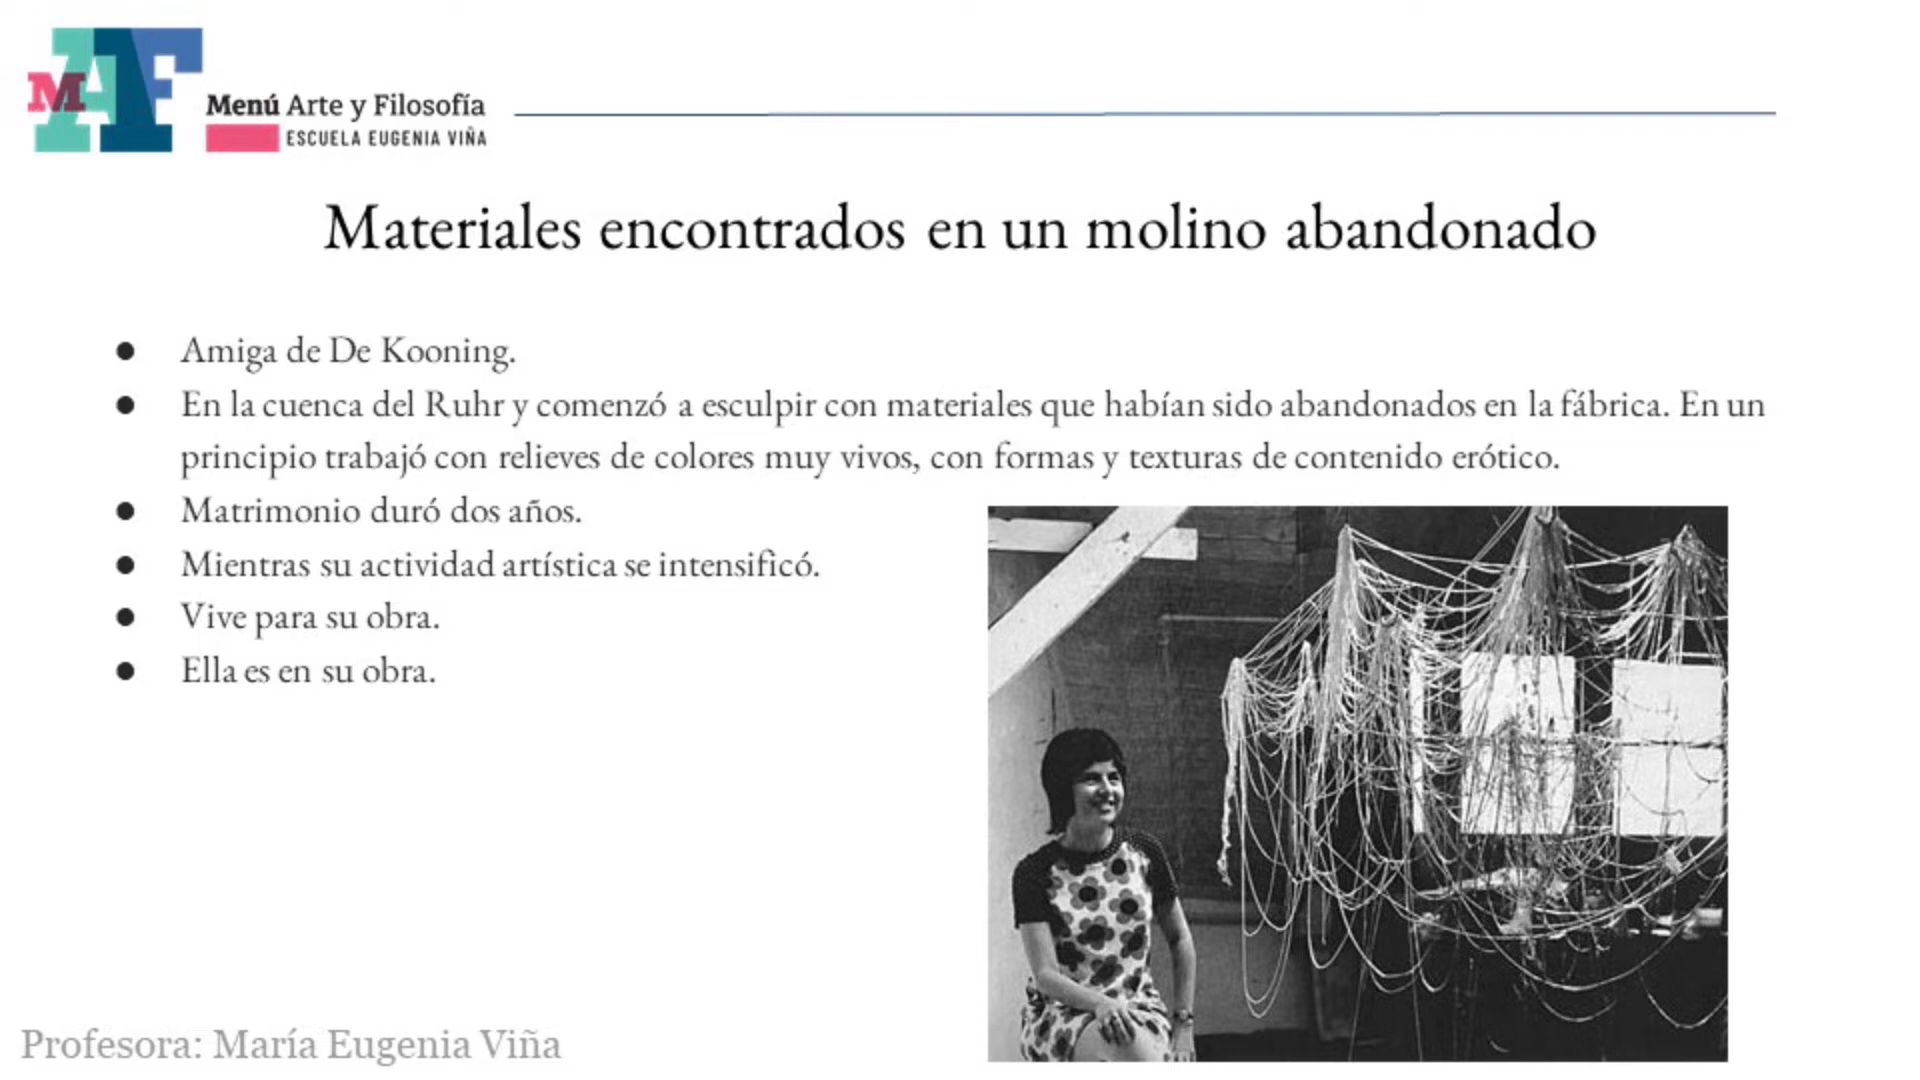 MAF
Menú Arte y Filosofía
ESCUELA EUGENIA VIÑA
Materiales encontrados en un molino abandonado
● Amiga de De Kooning.
● En la cuenca del Ruhr y comenzó a esculpir con materiales que habían sido abandonados en la fábrica. En un
principio trabajó con relieves de colores muy vivos, con formas y texturas de contenido erótico.
● Matrimonio duró dos años.
● Mientras su actividad artística se intensificó.
● Vive para su obra.
● Ella es en su obra.
Profesora: María Eugenia Viña